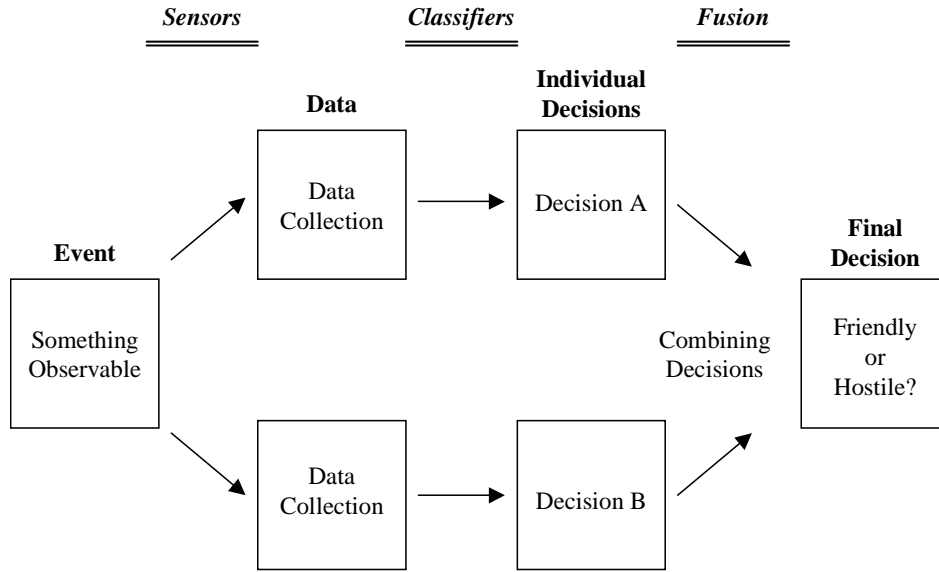 Sensors
Classifiers
Fusion
Individual
Decisions
Data
Data
Collection
Decision A
Event
Final
Decision
Something
Observable
Combining
Decisions
Friendly
or
Hostile?
Data
Collection
Decision B